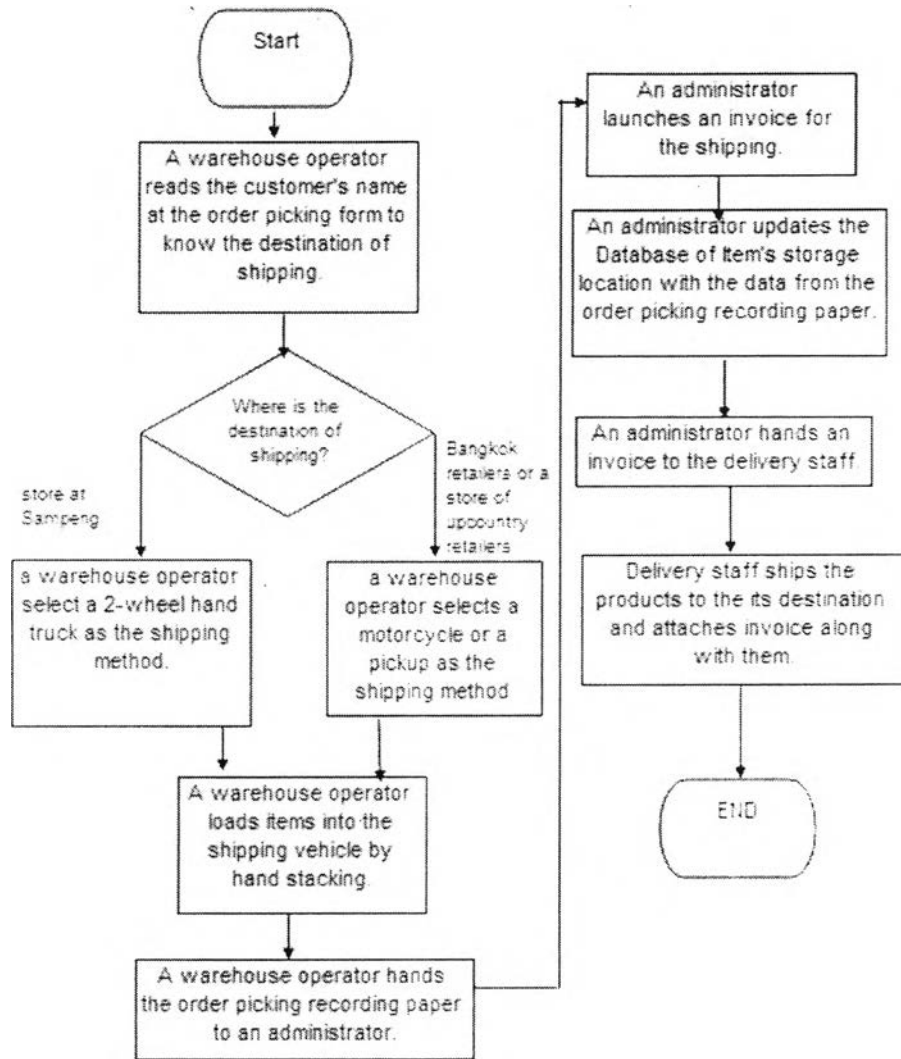 Start
A warehouse operator
reads the customer's name
at the order picking form to
know the destination of
shipping.
Where is the
destination of
shipping?
store at
Sampeng
Bangkok
retailers or a
store of
upcountry
retailers
a warehouse operator
select a 2-wheel hand
truck as the shipping
method.
a warehouse
operator selects a
motorcycle or a
pickup as the
shipping method
A warehouse operator
loads items into the
shipping vehicle by
hand stacking.
A warehouse operator hands
the order picking recording paper
to an administrator.
An administrator
launches an invoice for
the shipping.
An administrator updates the
Database of Item's storage
location with the data from the
order picking recording paper.
An administrator hands an
invoice to the delivery staff.
Delivery staff ships the
products to the its destination
and attaches invoice along
with them.
END